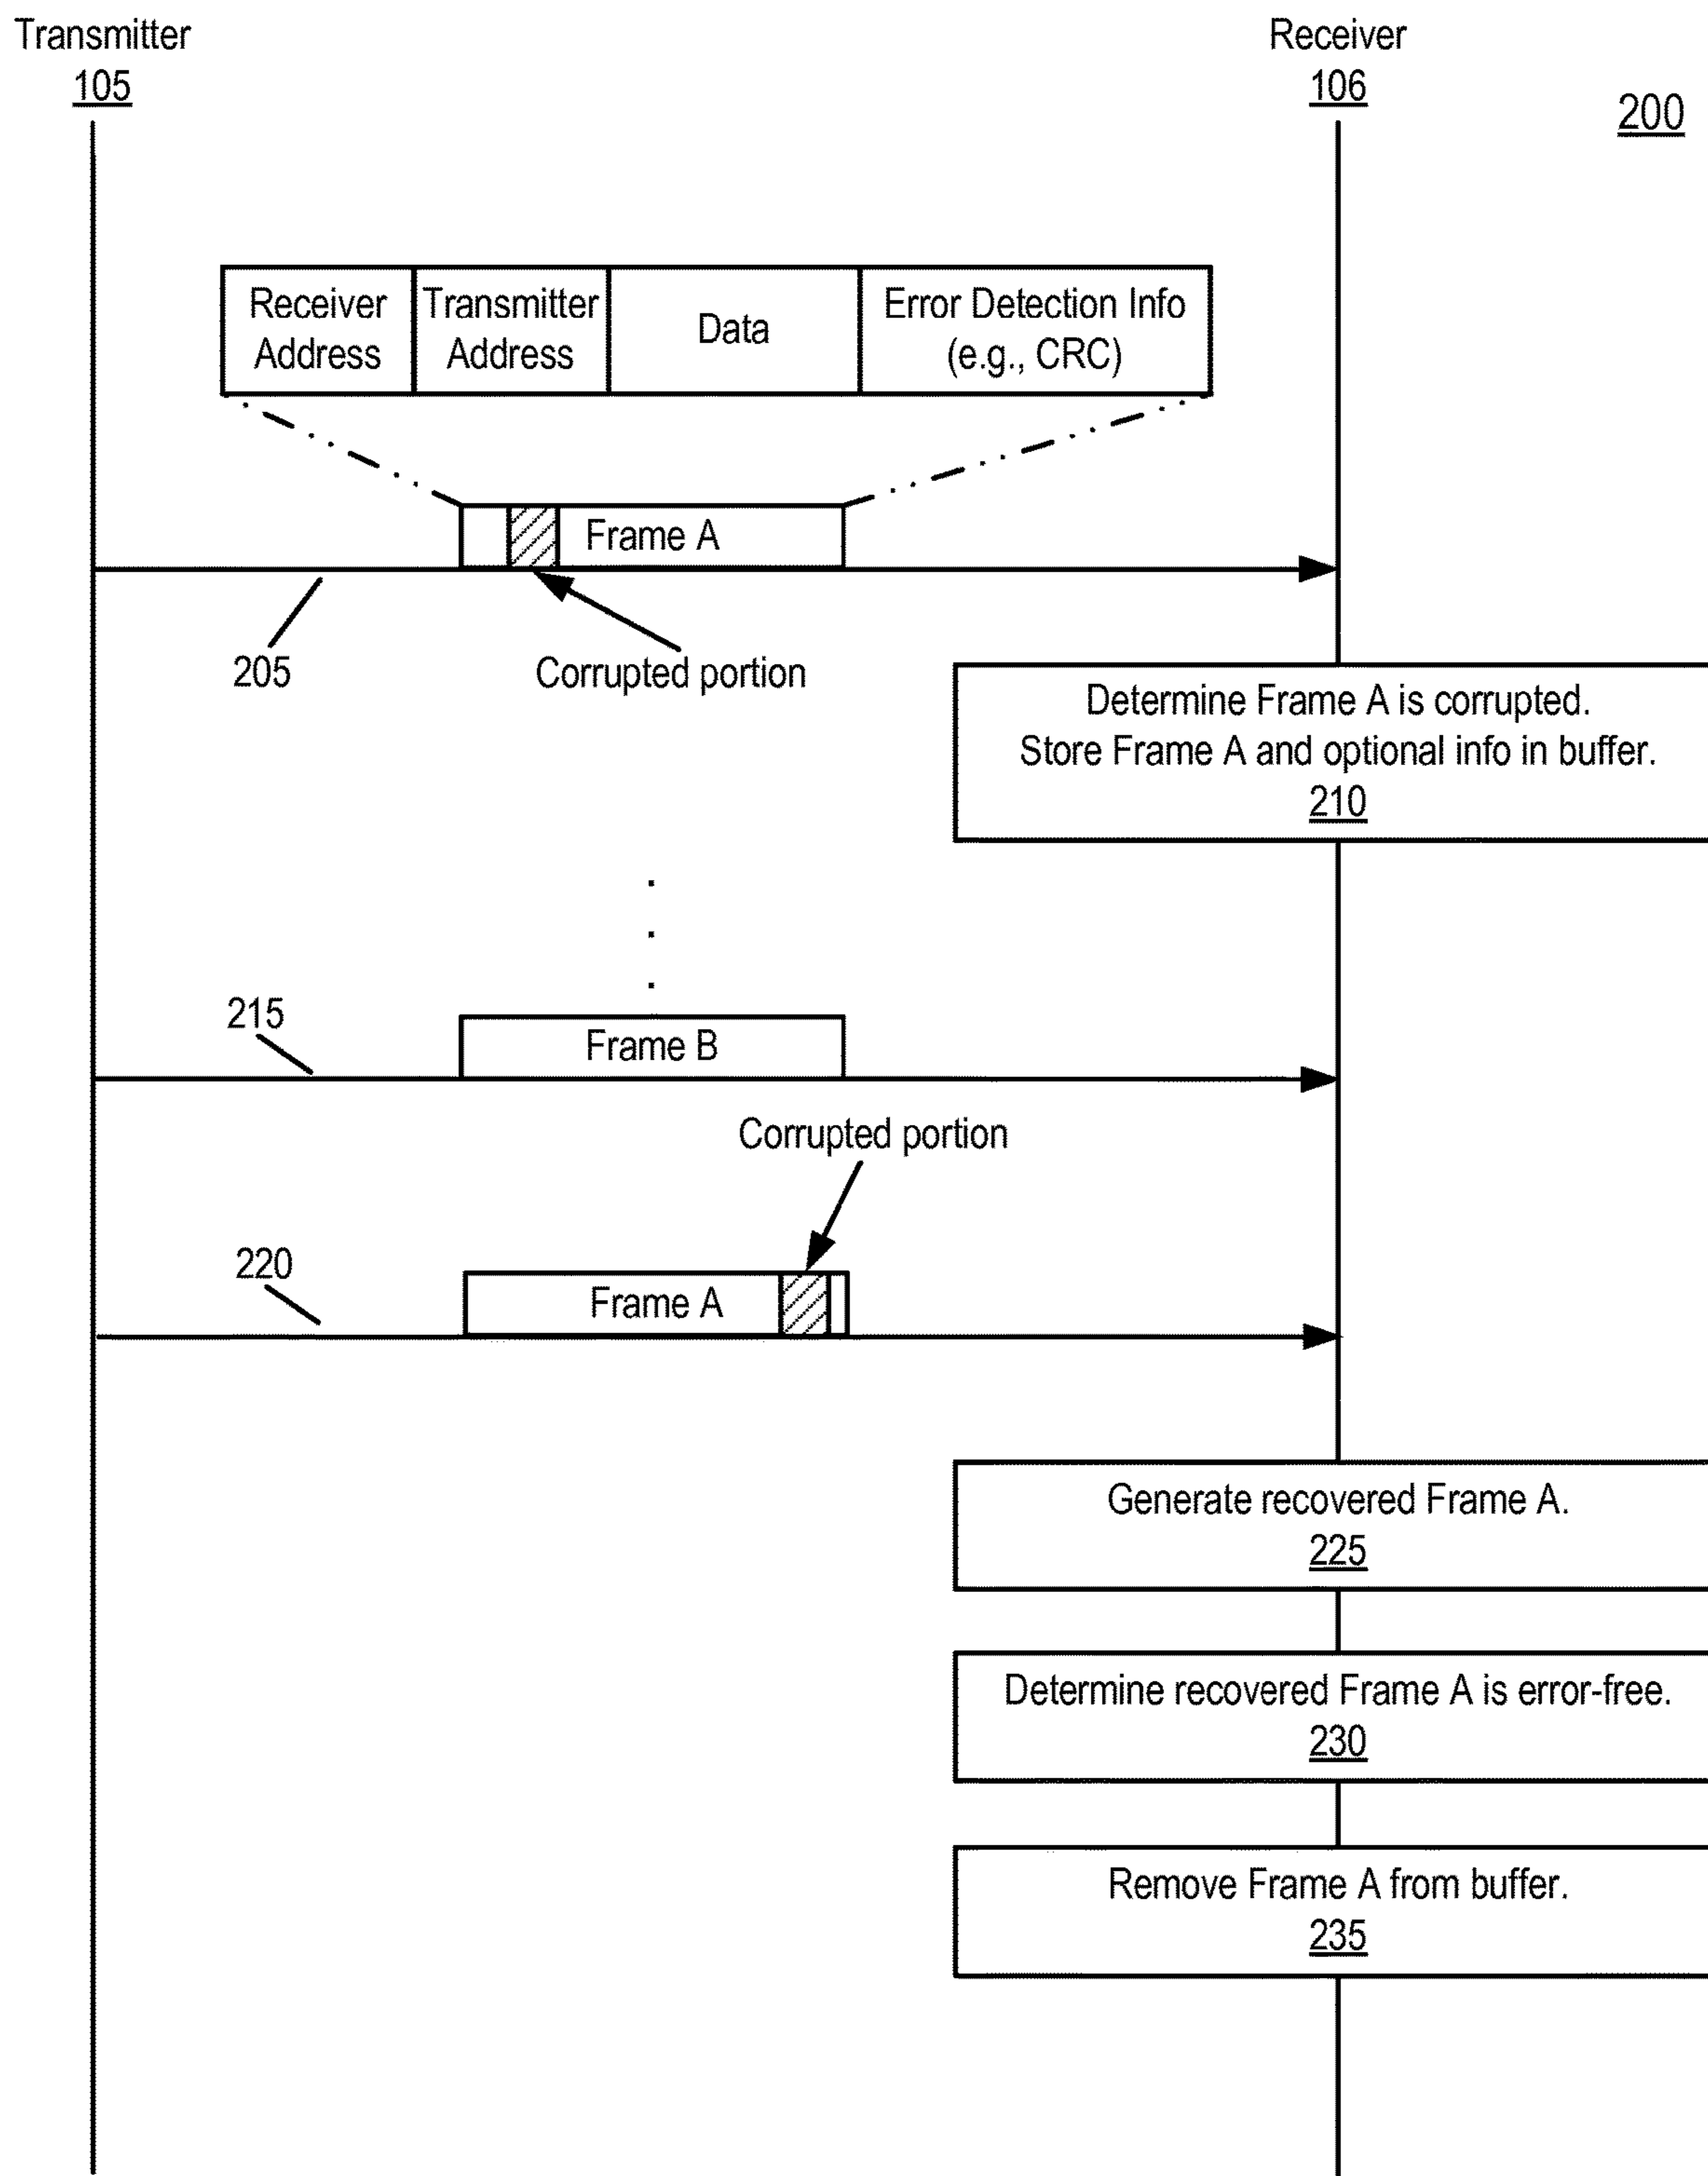 Transmitter
105
Receiver
106
200
Receiver
Address
Transmitter
Address
Data
Error Detection Info
(e.g., CRC)
Frame A
205
Corrupted portion
Determine Frame A is corrupted.
Store Frame A and optional info in buffer.
210
215
Frame B
Corrupted portion
220
Frame A
Generate recovered Frame A.
225
Determine recovered Frame A is error-free.
230
Remove Frame A from buffer.
235